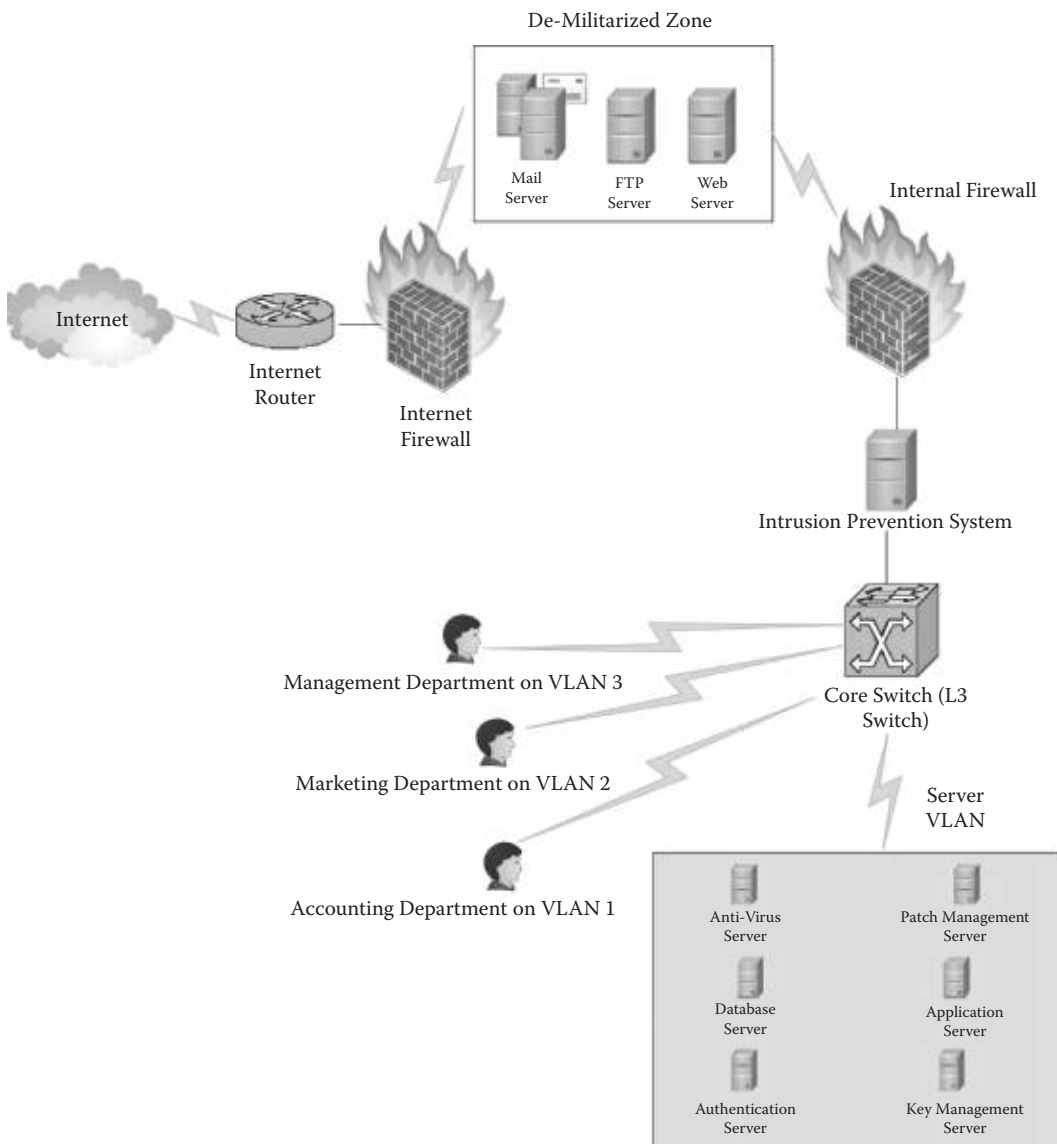 De-Militarized Zone
Mail
Server
FTP
Server
Web
Server
Internal Firewall
Internet
Internet
Router
Internet
Firewall
Intrusion Prevention System
Management Department on VLAN 3
Core Switch (L3
Switch)
Marketing Department on VLAN 2
Server
VLAN
Accounting Department on VLAN 1
Anti-Virus
Server
Patch Management
Server
Database
Server
Application
Server
Authentication
Server
Key Management
Server